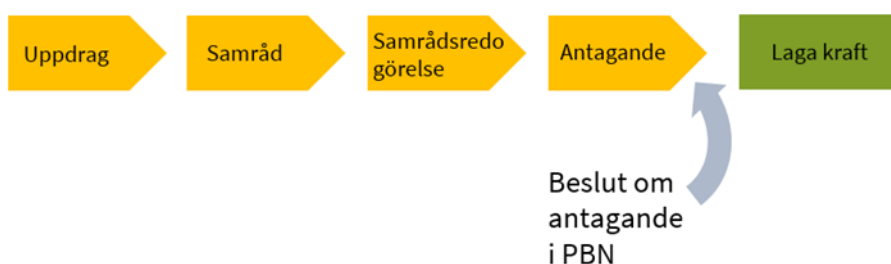 Uppdrag
Samråd
Samrådsredo
görelse
Antagande
Laga kraft
Beslut om
antagande
i PBN